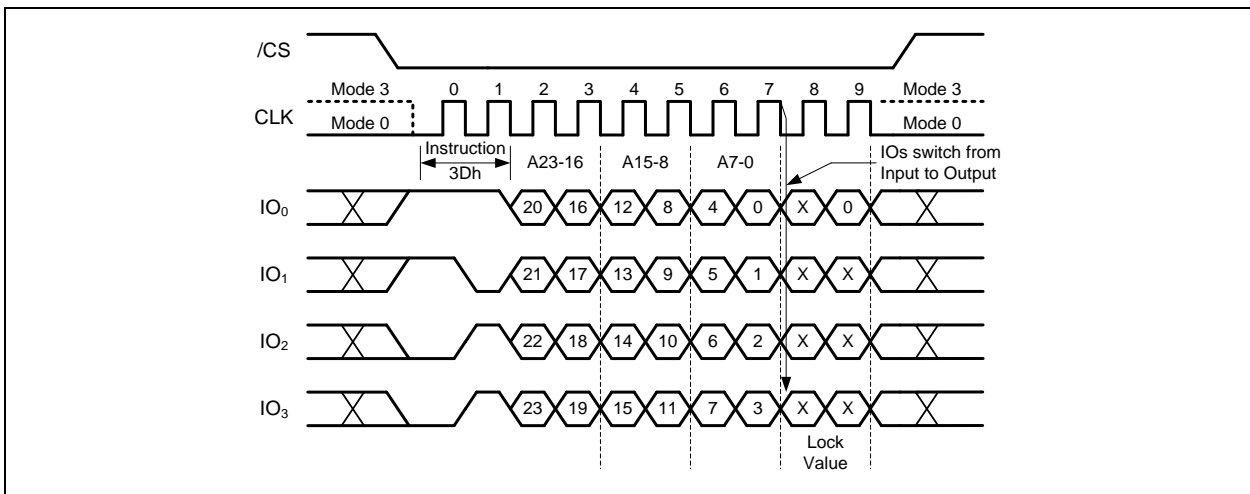 /CS
Mode 3 0 1 2 3 4 5 6 7 8 9 Mode 3
CLK
Mode 0 Mode 0
Instruction
3Dh
A23-16 A15-8 A7-0
IOs switch from
Input to Output
IO₀ 20 16 12 8 4 0 X 0
IO₁ 21 17 13 9 5 1 X X
IO₂ 22 18 14 10 6 2 X X
IO₃ 23 19 15 11 7 3 X X
Lock
Value